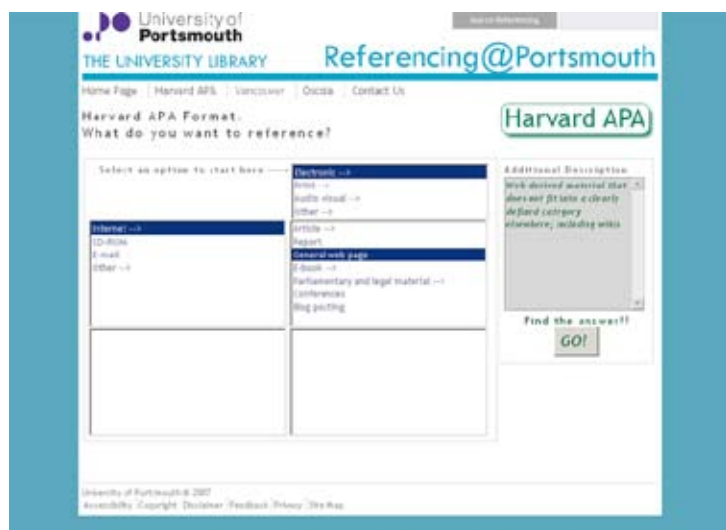 University of
Portsmouth
THE UNIVERSITY LIBRARY
Referencing@Portsmouth
Home Page
Harvard APA
Vancouver
Oscola
Contact Us
Harvard APA Format.
What do you want to reference?
Harvard APA
Select an option to start here
Electronic -->
Print -->
Audio visual -->
Other -->
Internet -->
CD-ROM
E-mail
Other -->
Article -->
Report
General web page
E-book -->
Parliamentary and legal material -->
Conferences
Blog posting
Additional Description
Web derived material that
does not fit into a clearly
defined category
elsewhere, including wikis
Find the answer!!
GO!
University of Portsmouth © 2007
Accessibility Copyright Disclaimer Feedback Privacy Site Map